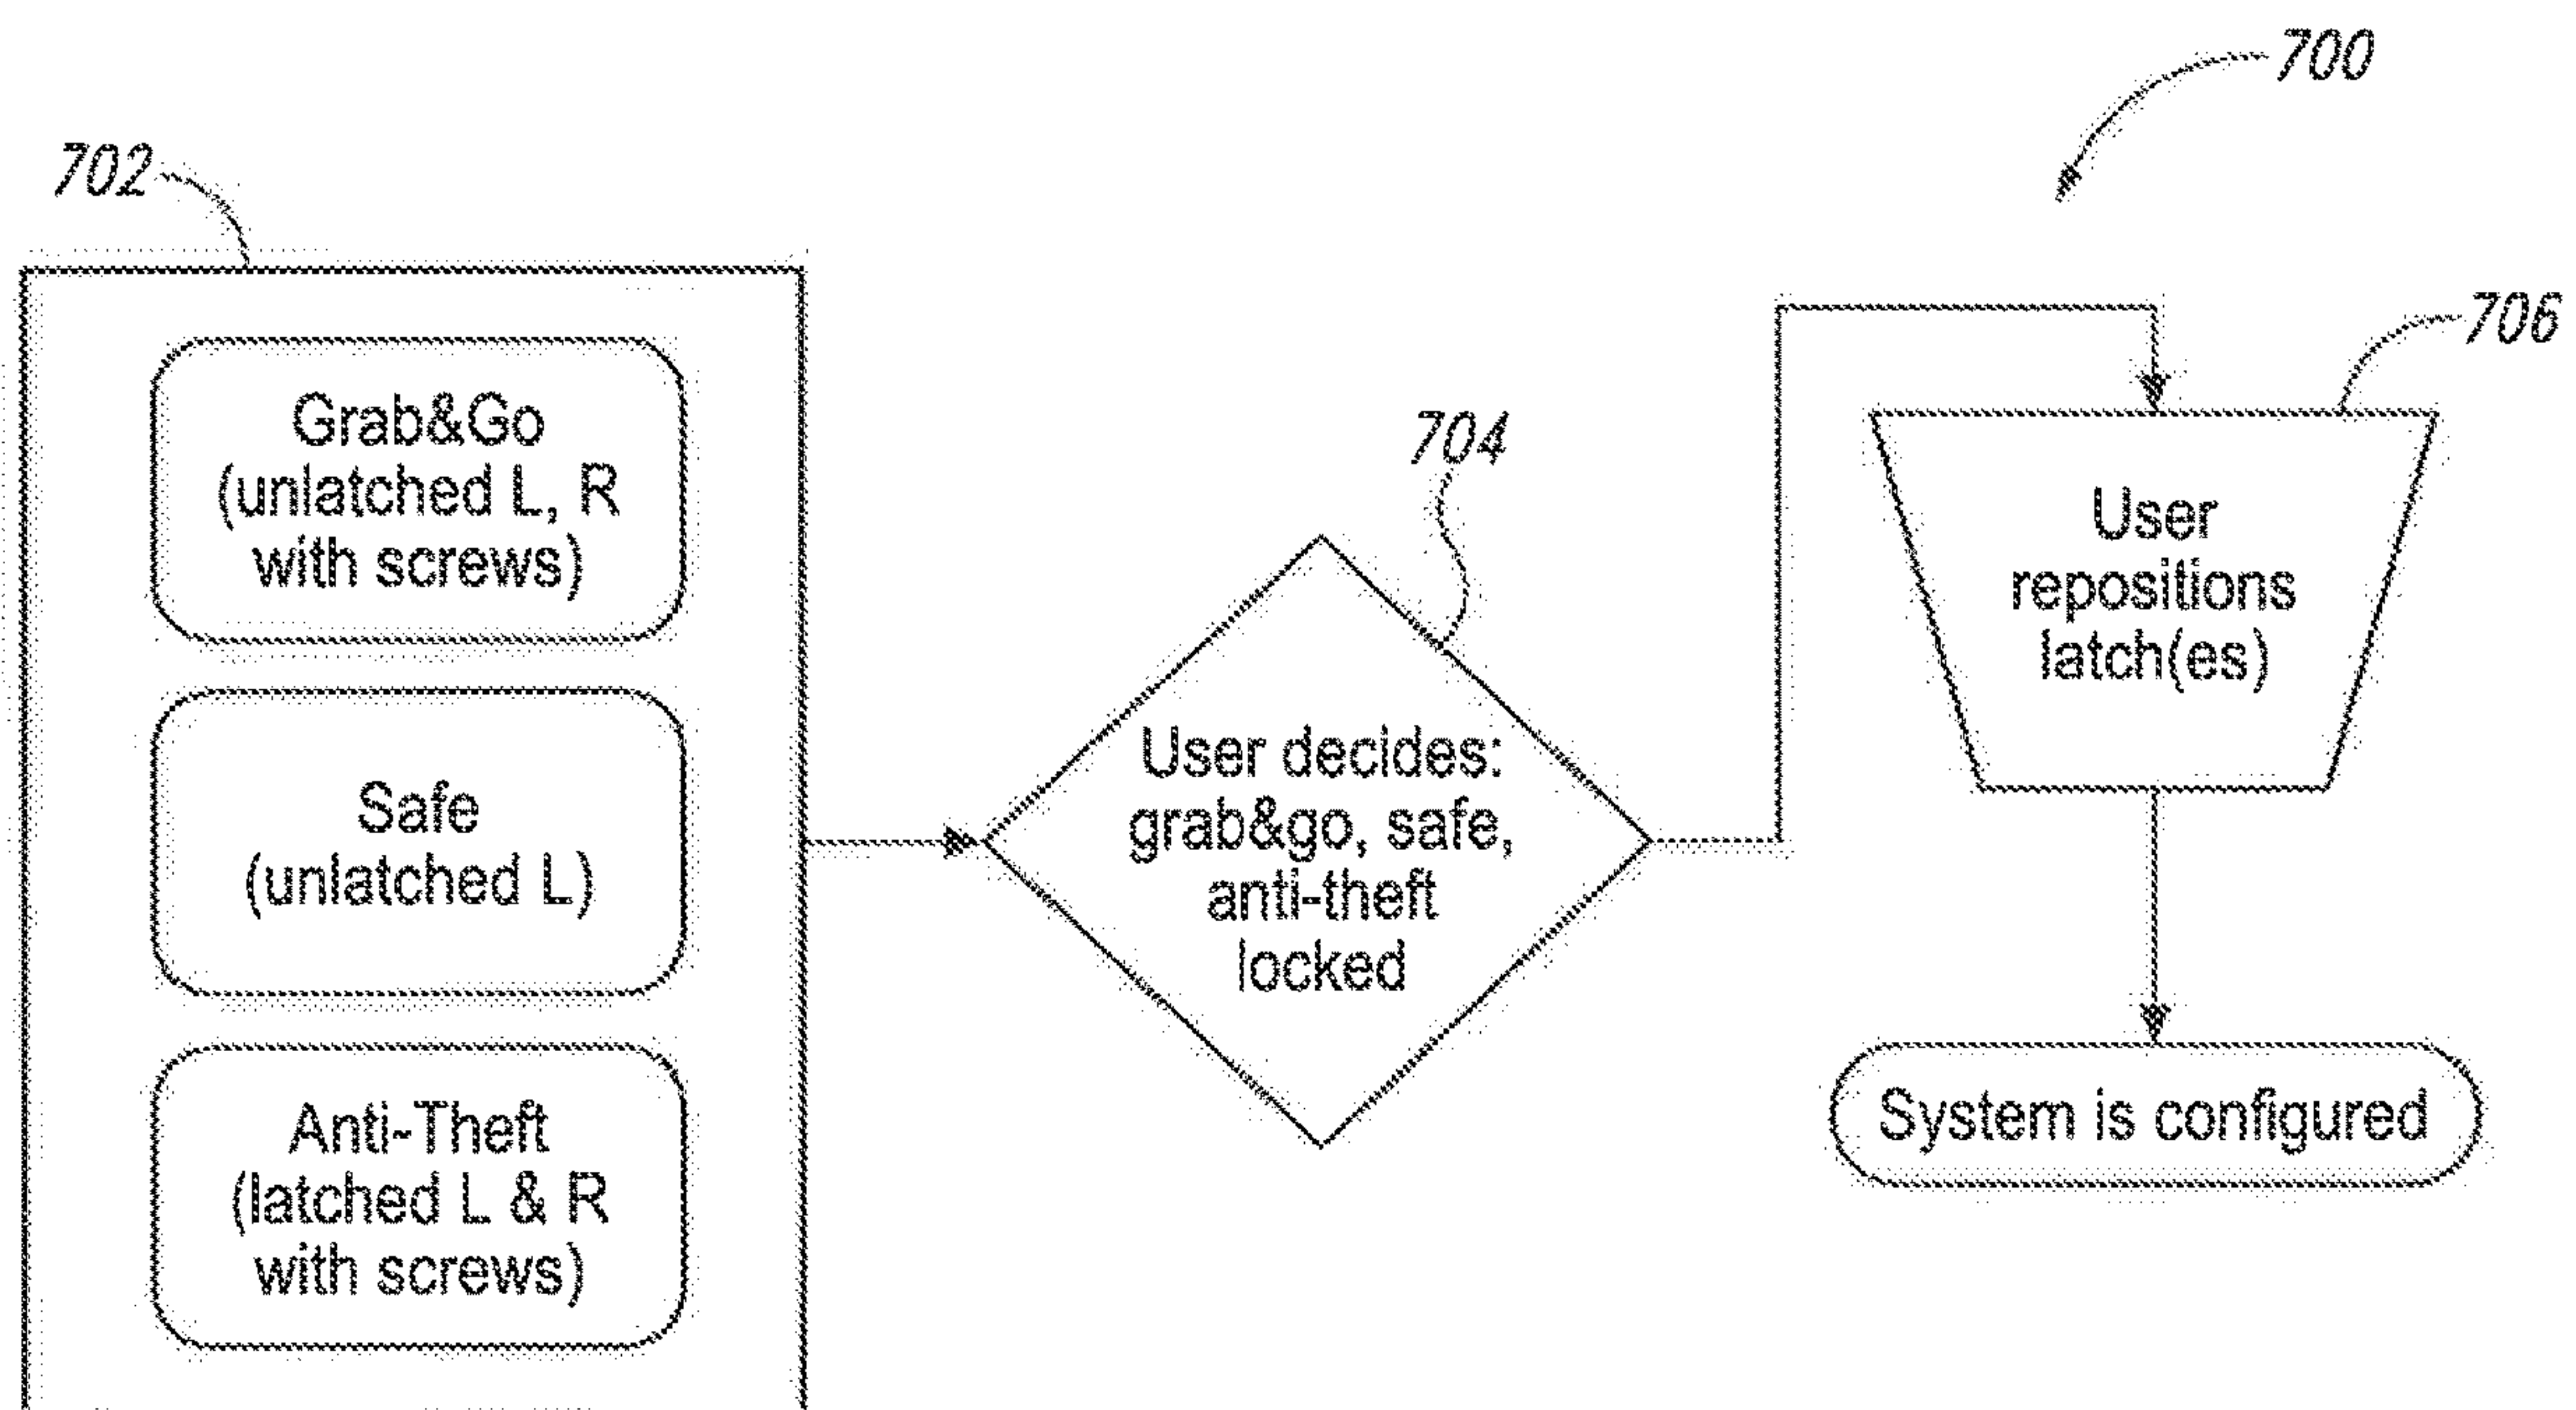 700
702
Grab&Go
(unlatched L, R
with screws)
Safe
(unlatched L)
Anti-Theft
(latched L & R
with screws)
704
User decides:
grab&go, safe,
anti-theft
locked
706
User
repositions
latch(es)
System is configured